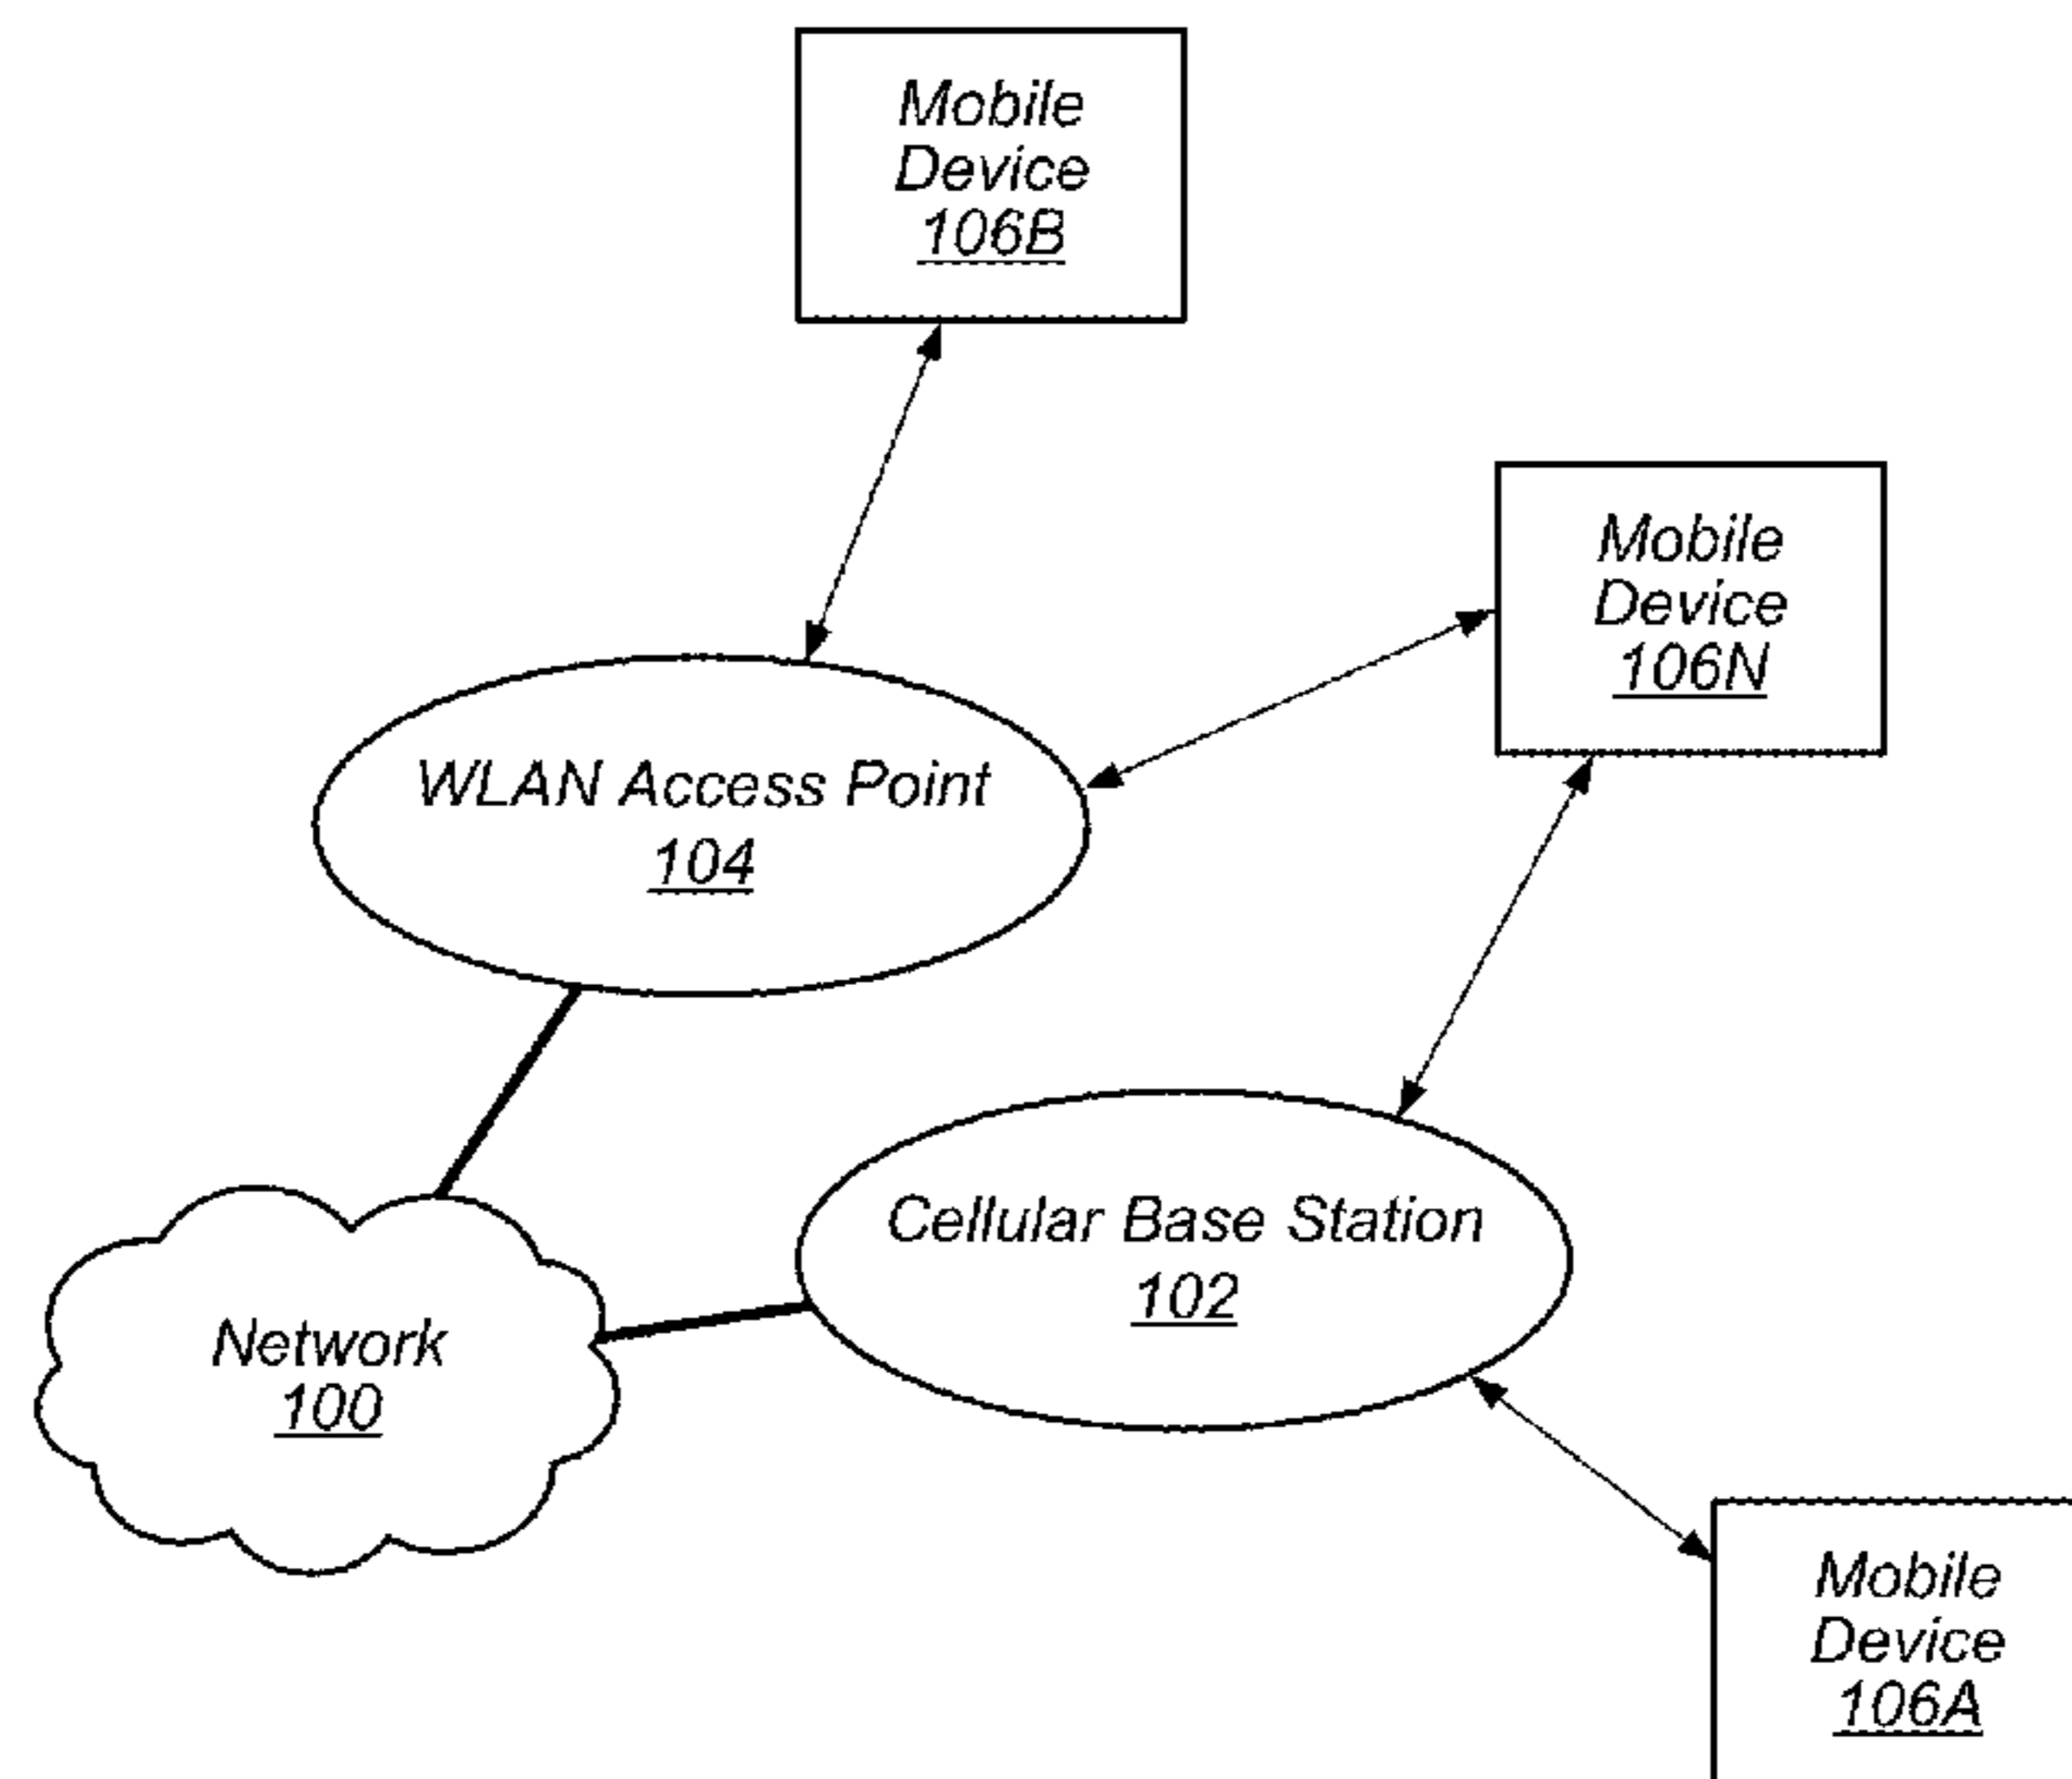 Mobile
Device
106B
Mobile
Device
106N
WLAN Access Point
104
Cellular Base Station
102
Network
100
Mobile
Device
106A